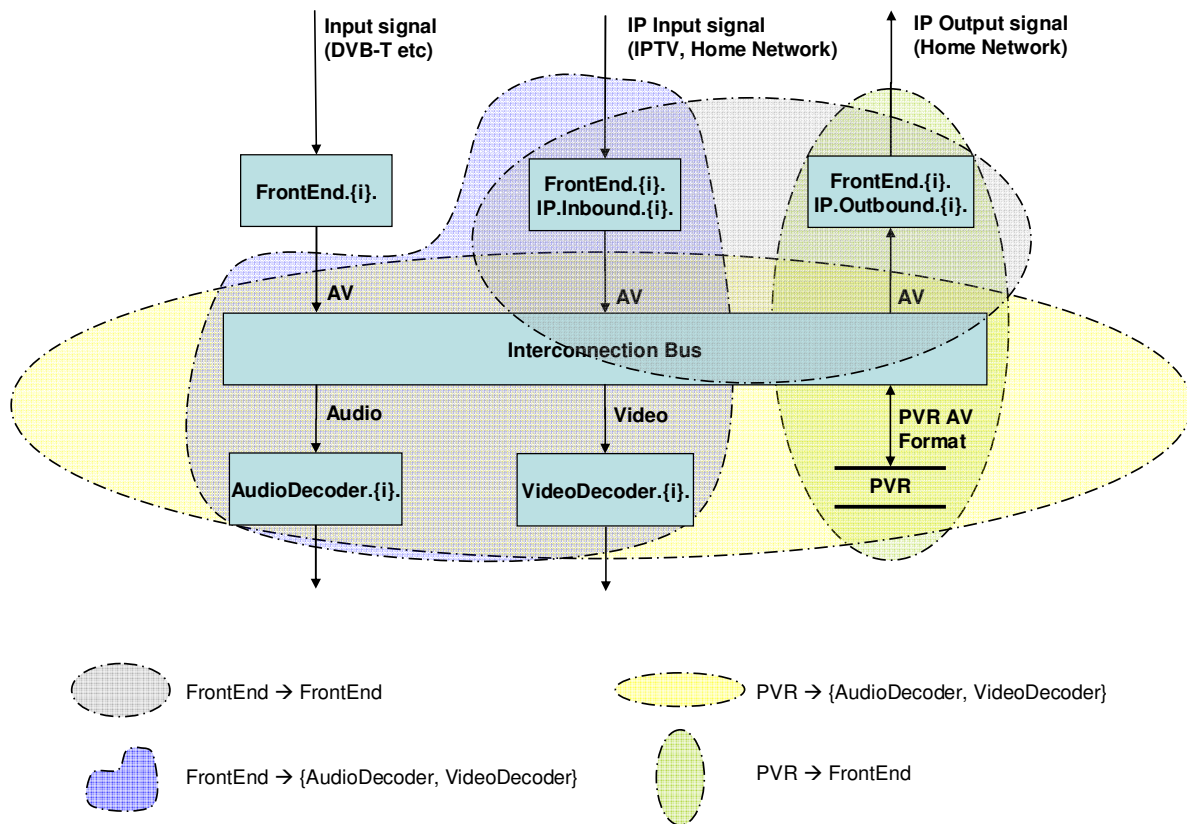 Input signal
(DVB-T etc)
IP Input signal
(IPTV, Home Network)
IP Output signal
(Home Network)
FrontEnd.{i}.
FrontEnd.{i}.
IP.Inbound.{i}.
FrontEnd.{i}.
IP.Outbound.{i}.
AV
AV
AV
Interconnection Bus
Audio
Video
PVR AV
Format
AudioDecoder.{i}.
VideoDecoder.{i}.
PVR
FrontEnd → FrontEnd
PVR → {AudioDecoder, VideoDecoder}
FrontEnd → {AudioDecoder, VideoDecoder}
PVR → FrontEnd